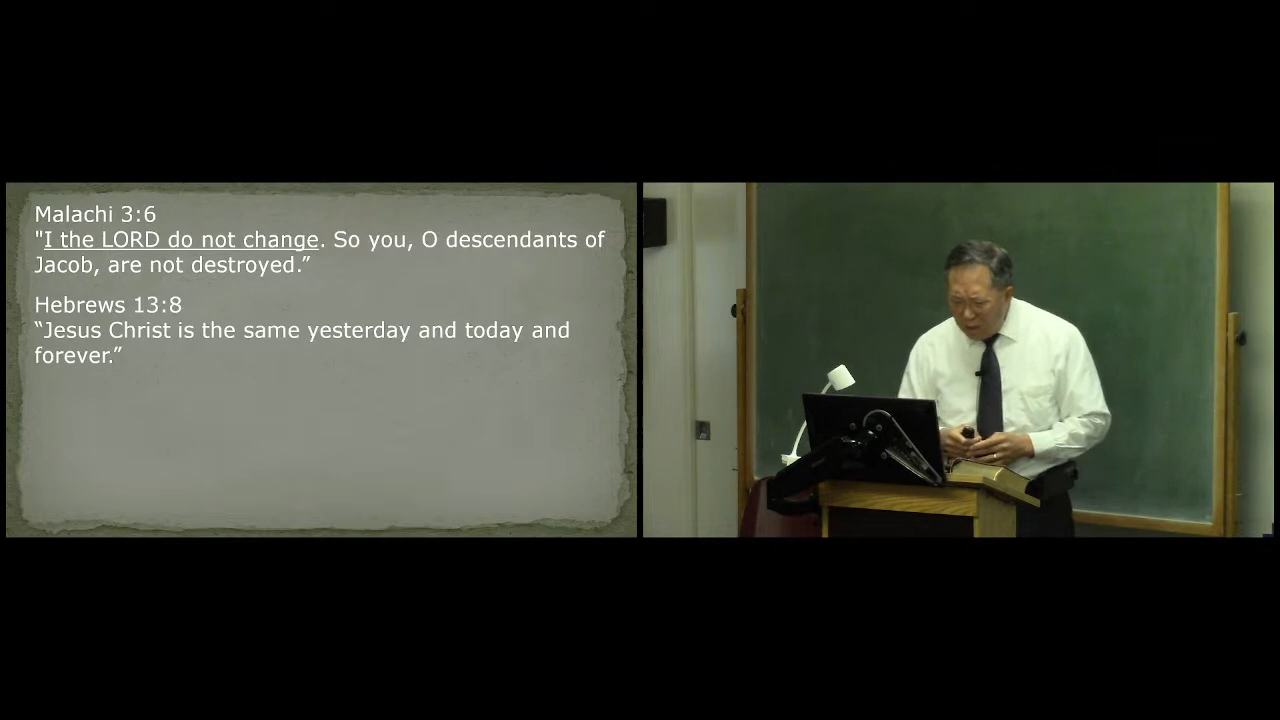 Malachi 3:6
"I the LORD do not change. So you, O descendants of
Jacob, are not destroyed.”
Hebrews 13:8
“Jesus Christ is the same yesterday and today and
forever.”